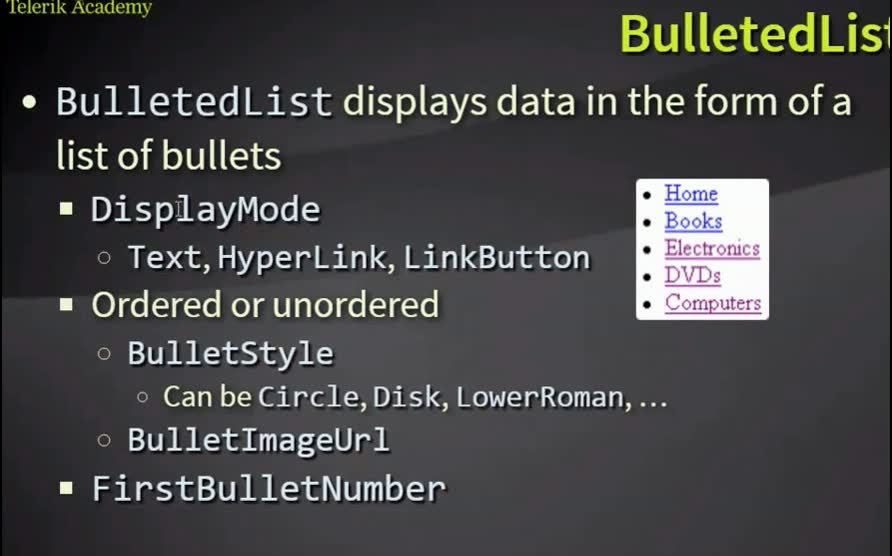 Telerik Academy
BulletedList
BulletedList displays data in the form of a
list of bullets
DisplayMode
Text, HyperLink, LinkButton
Home
Books
Electronics
DVDs
Computers
Ordered or unordered
BulletStyle
Can be Circle, Disk, LowerRoman, …
BulletImageUrl
FirstBulletNumber